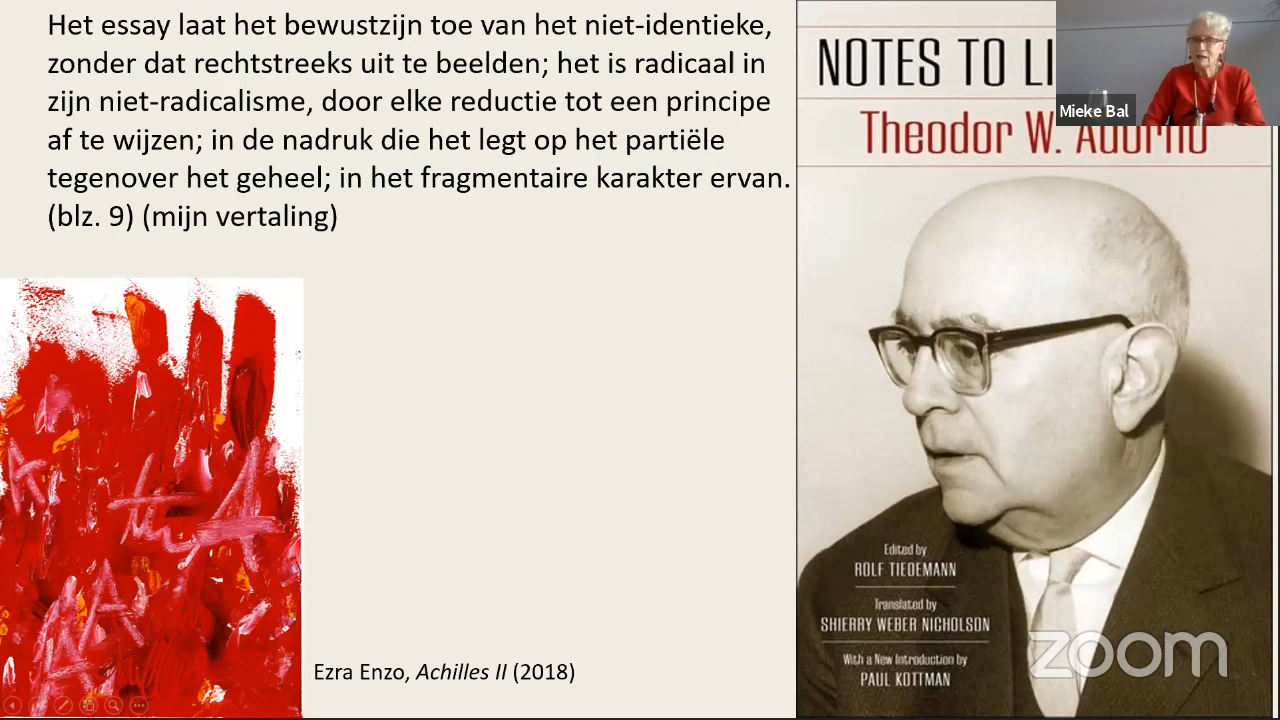 Het essay laat het bewustzijn toe van het niet-identieke,
zonder dat rechtstreeks uit te beelden; het is radicaal in
zijn niet-radicalisme, door elke reductie tot een principe
af te wijzen; in de nadruk die het legt op het partiële
tegenover het geheel; in het fragmentaire karakter ervan.
(blz. 9) (mijn vertaling)
Ezra Enzo, Achilles II (2018)
NOTES TO LI
Theodor W. Adorno
Mieke Bal
Edited by
ROLF TIEDEMANN
Translated by
SHIERRY WEBER NICHOLSON
With a New Introduction by
PAUL KOTTMAN
zoom